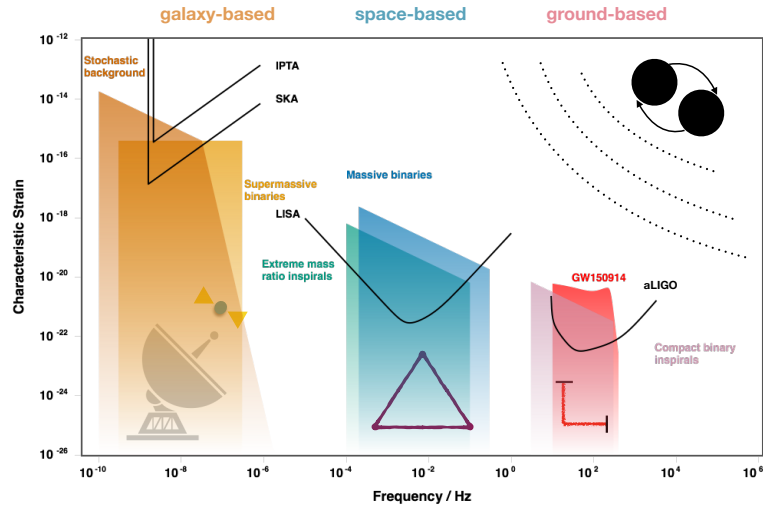 galaxy-based
space-based
ground-based
10 -12
10 -14
10 -16
10 -18
10 -20
10 -22
10 -24
10 -26
Characteristic Strain
Stochastic
background
IPTA
SKA
Supermassive
binaries
LISA
Massive binaries
Extreme mass
ratio inspirals
GW150914
aLIGO
Compact binary
inspirals
10 -10
10 -8
10 -6
10 -4
10 -2
10 0
10 2
10 4
10 6
Frequency / Hz